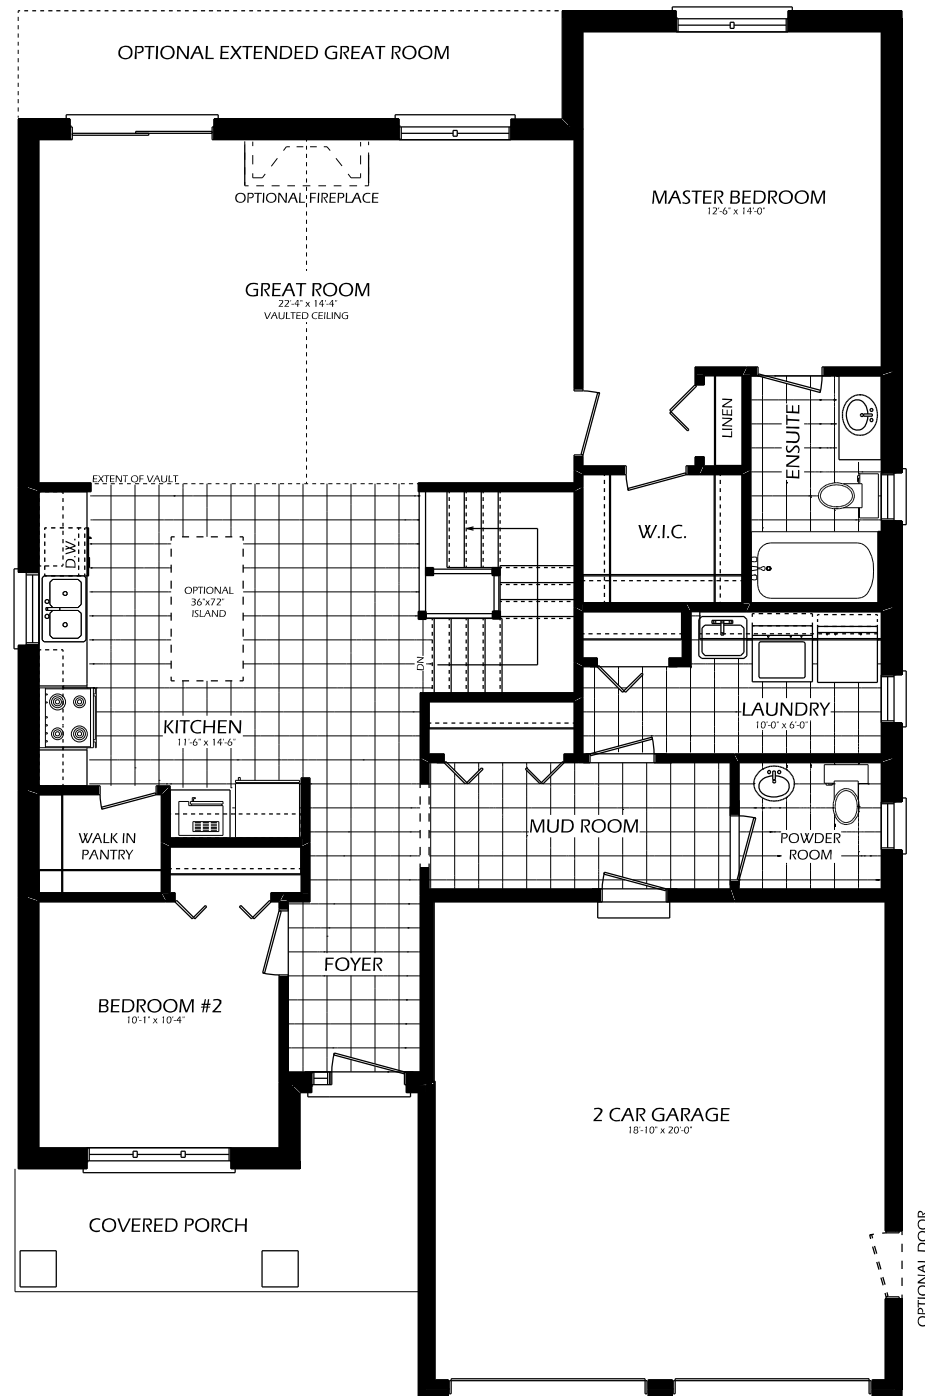 OPTIONAL EXTENDED GREAT ROOM
OPTIONAL FIREPLACE
MASTER BEDROOM
12'-6" x 14'-0"
GREAT ROOM
22'-4" x 14'-4"
VAULTED CEILING
LINEN
ENSUITE
EXTENT OF VAULT
W.I.C.
D.W.
OPTIONAL
36"x72"
ISLAND
DN
KITCHEN
11'-6" x 14'-6"
LAUNDRY
10'-0" x 6'-0"
WALK IN
PANTRY
MUD ROOM
POWDER
ROOM
FOYER
BEDROOM #2
10'-1" x 10'-4"
2 CAR GARAGE
18'-10" x 20'-0"
COVERED PORCH
OPTIONAL DOOR